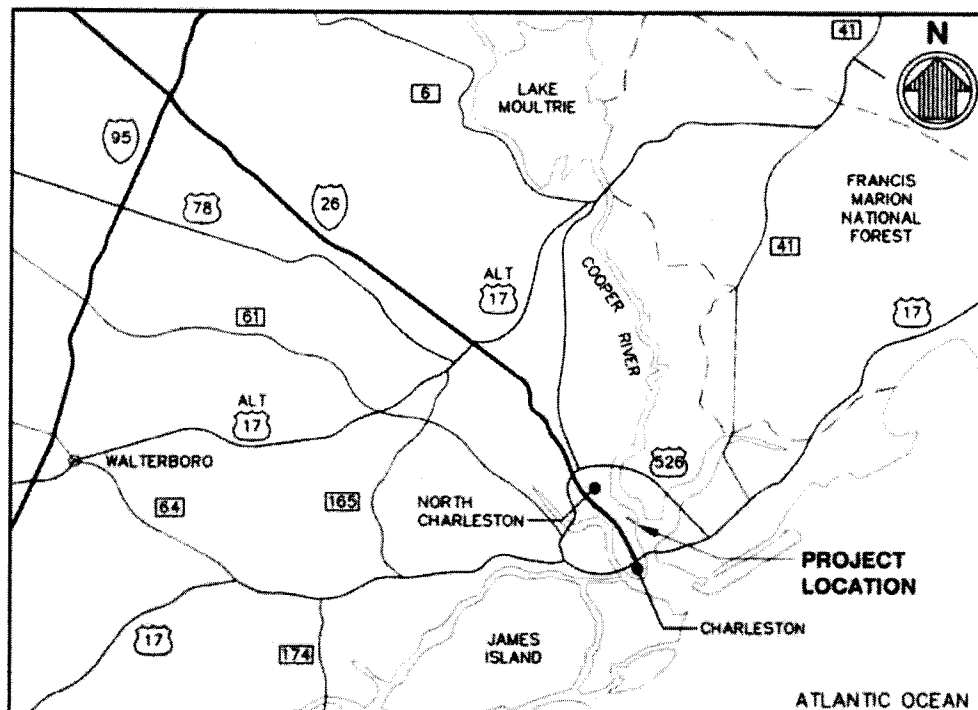 41
N
6
LAKE
MOULTRIE
95
FRANCIS
MARION
NATIONAL
FOREST
78
26
41
COOPER RIVER
ALT
17
17
61
ALT
17
WALTERBORO
526
64
165
NORTH
CHARLESTON
PROJECT
LOCATION
CHARLESTON
17
174
JAMES
ISLAND
ATLANTIC OCEAN